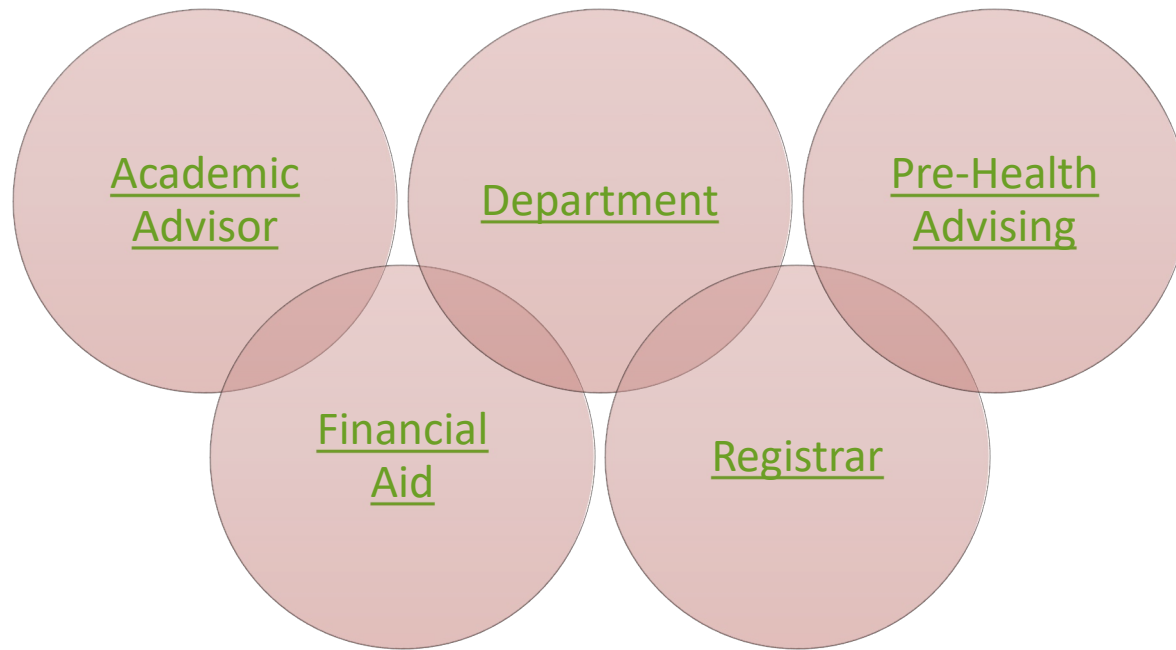 Academic
Advisor
Department
Pre-Health
Advising
Financial
Aid
Registrar